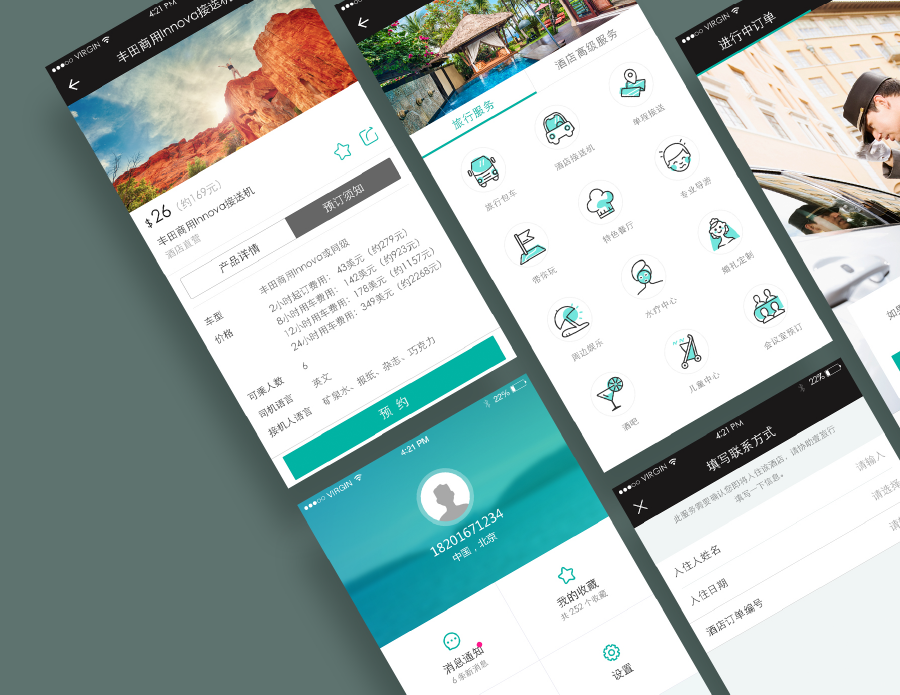 ●●●○○ VIRGIN 4:21 PM
丰田商用Innova接送机
$26（约169元）
丰田商用Innova接送机
酒店直营
产品详情 预订须知
车型 丰田商用Innova或同级
价格 2小时起订费用：43美元（约279元）
8小时用车费用：142美元（约923元）
12小时用车费用：178美元（约1157元）
24小时用车费用：349美元（约2268元）
可乘人数 6
司机语言 英文
接机人语言 矿泉水、报纸、杂志、巧克力
预 约
●●●○○ VIRGIN
旅行服务 酒店高级服务
旅行包车 酒店接送机 单程接送
带你玩 特色餐厅 专业导游
周边娱乐 水疗中心 婚礼定制
酒吧 儿童中心 会议室预订
●●●○○ VIRGIN
进行中订单
如果
●●●○○ VIRGIN 4:21 PM 22%
18201671234
中国，北京
消息通知
6 条新消息
我的收藏
共 252 个收藏
设置
●●●○○ VIRGIN 4:21 PM 22%
填写联系方式
此服务需要确认您即将入住该酒店，请协助查旅行
填写一下信息。
入住人姓名 请输入
入住日期 请选择
酒店订单编号